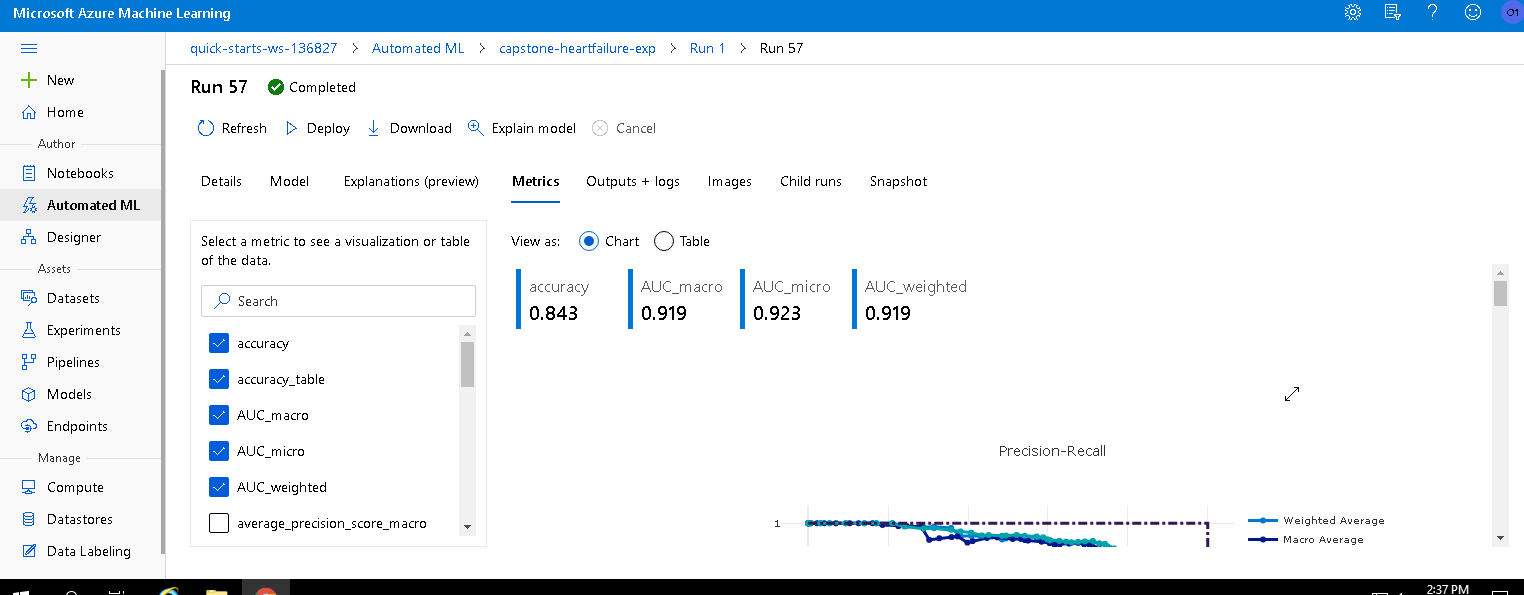 Microsoft Azure Machine Learning
O1
quick-starts-ws-136827 > Automated ML > capstone-heartfailure-exp > Run 1 > Run 57
New
Home
Author
Notebooks
Automated ML
Designer
Assets
Datasets
Experiments
Pipelines
Models
Endpoints
Manage
Compute
Datastores
Data Labeling
Run 57 Completed
Refresh Deploy Download Explain model Cancel
Details Model Explanations (preview) Metrics Outputs + logs Images Child runs Snapshot
Select a metric to see a visualization or table
of the data.
Search
accuracy
accuracy_table
AUC_macro
AUC_micro
AUC_weighted
average_precision_score_macro
View as: Chart Table
accuracy AUC_macro AUC_micro AUC_weighted
0.843 0.919 0.923 0.919
Precision-Recall
1
Weighted Average
Macro Average
2:37 PM